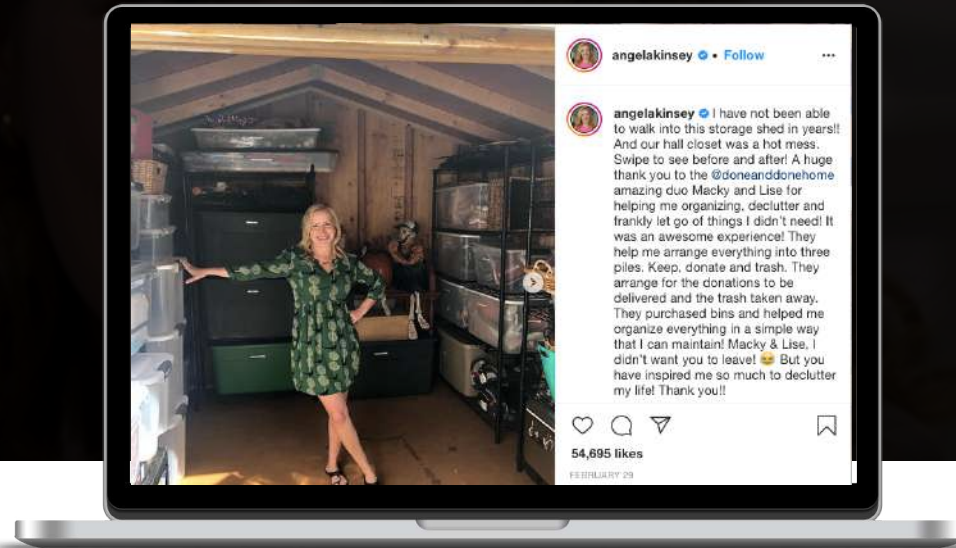 angelakinsey • Follow
angelakinsey I have not been able
to walk into this storage shed in years!!
And our hall closet was a hot mess.
Swipe to see before and after! A huge
thank you to the @doneanddonehome
amazing duo Macky and Lise for
helping me organizing, declutter and
frankly let go of things I didn't need! It
was an awesome experience! They
help me arrange everything into three
piles. Keep, donate and trash. They
arrange for the donations to be
delivered and the trash taken away.
They purchased bins and helped me
organize everything in a simple way
that I can maintain! Macky & Lise, I
didn't want you to leave! 😂 But you
have inspired me so much to declutter
my life! Thank you!!
54,695 likes
FEBRUARY 29